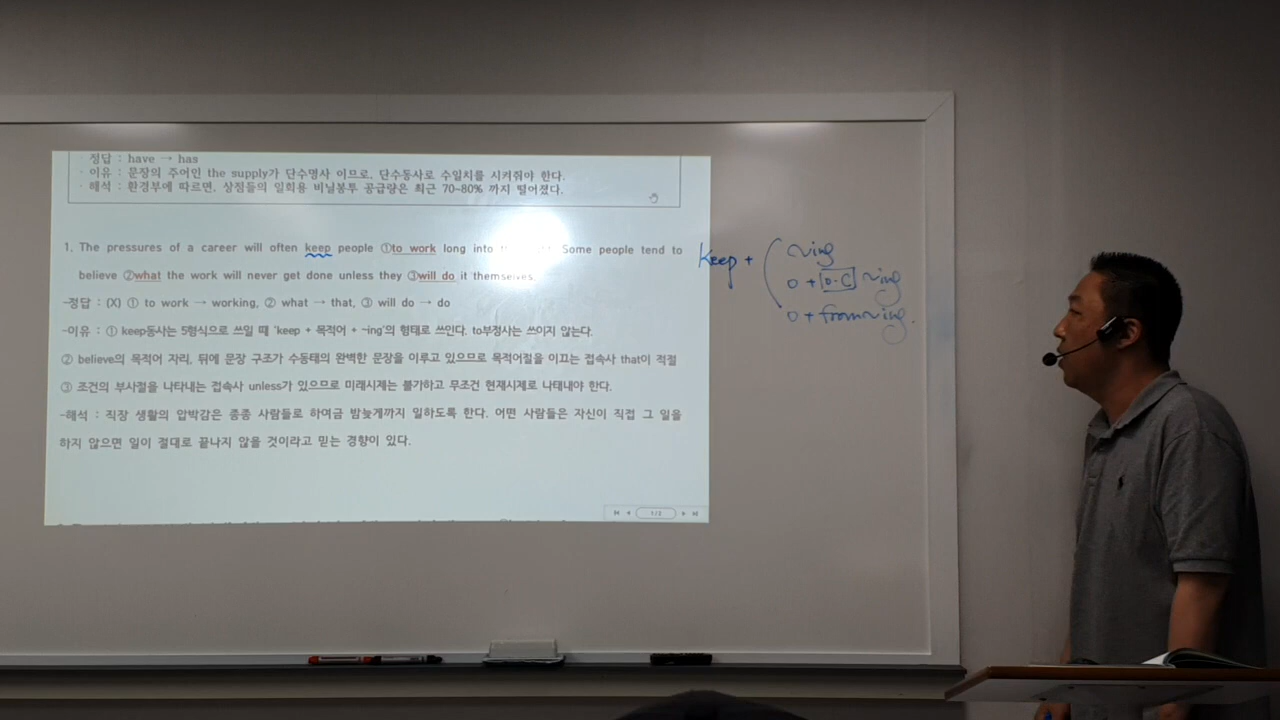 정답 : have → has
· 이유 : 문장의 주어인 the supply가 단수명사 이므로, 단수동사로 수일치를 시켜줘야 한다.
· 해석 : 환경부에 따르면, 상점들의 일회용 비닐봉투 공급량은 최근 70~80% 까지 떨어졌다.
1. The pressures of a career will often keep people ①to work long into Some people tend to
believe ②what the work will never get done unless they ③will do it themselves.
-정답 : (X) ① to work → working, ② what → that, ③ will do → do
-이유 : ① keep동사는 5형식으로 쓰일 때 'keep + 목적어 + ~ing'의 형태로 쓰인다. to부정사는 쓰이지 않는다.
② believe의 목적어 자리, 뒤에 문장 구조가 수동태의 완벽한 문장을 이루고 있으므로 목적어절을 이끄는 접속사 that이 적절
③ 조건의 부사절을 나타내는 접속사 unless가 있으므로 미래시제는 불가하고 무조건 현재시제로 나태내야 한다.
-해석 : 직장 생활의 압박감은 종종 사람들로 하여금 밤늦게까지 일하도록 한다. 어떤 사람들은 자신이 직접 그 일을
하지 않으면 일이 절대로 끝나지 않을 것이라고 믿는 경향이 있다.
1/2
keep + ( ~ing
o + [o·c] ~ing
o + from ~ing.